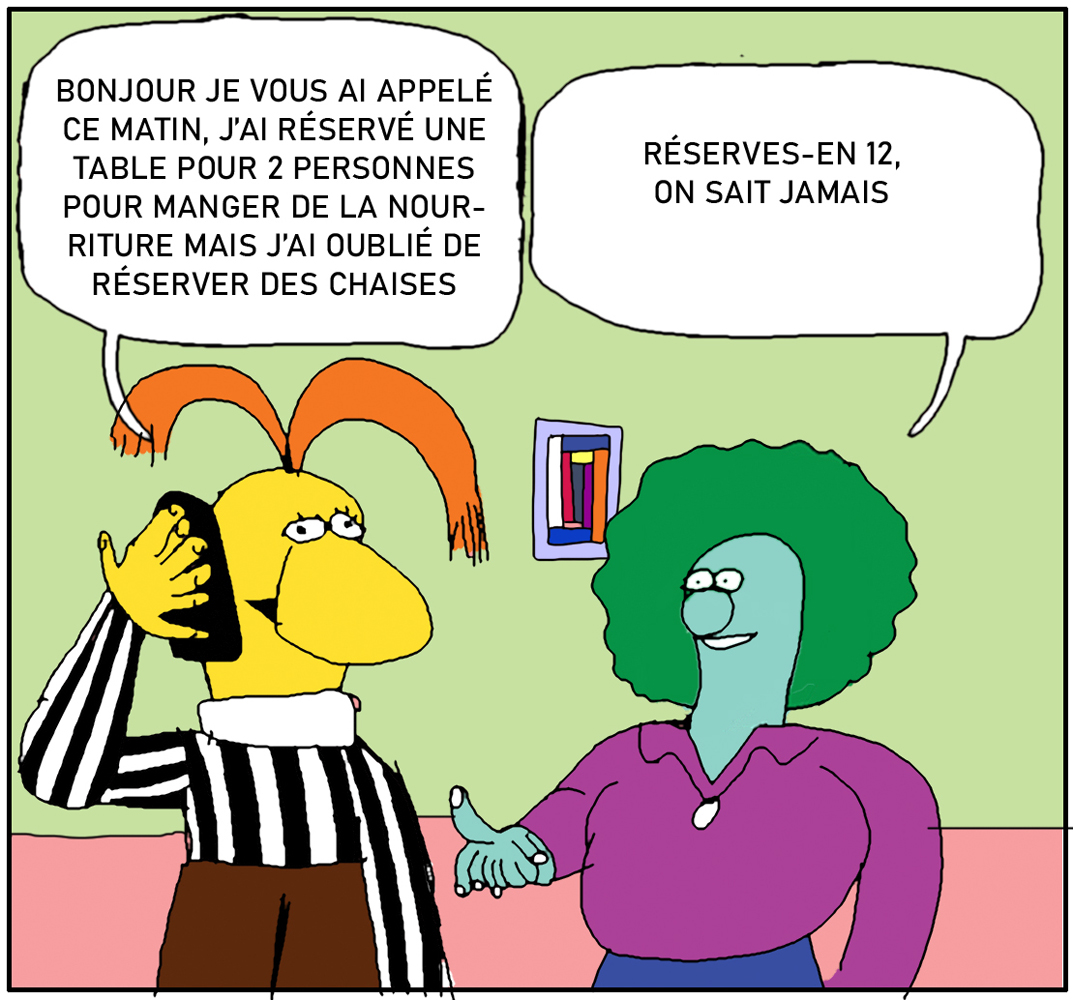 BONJOUR JE VOUS AI APPELÉ
CE MATIN, J'AI RÉSERVÉ UNE
TABLE POUR 2 PERSONNES
POUR MANGER DE LA NOUR-
RITURE MAIS J'AI OUBLIÉ DE
RÉSERVER DES CHAISES
RÉSERVES-EN 12,
ON SAIT JAMAIS